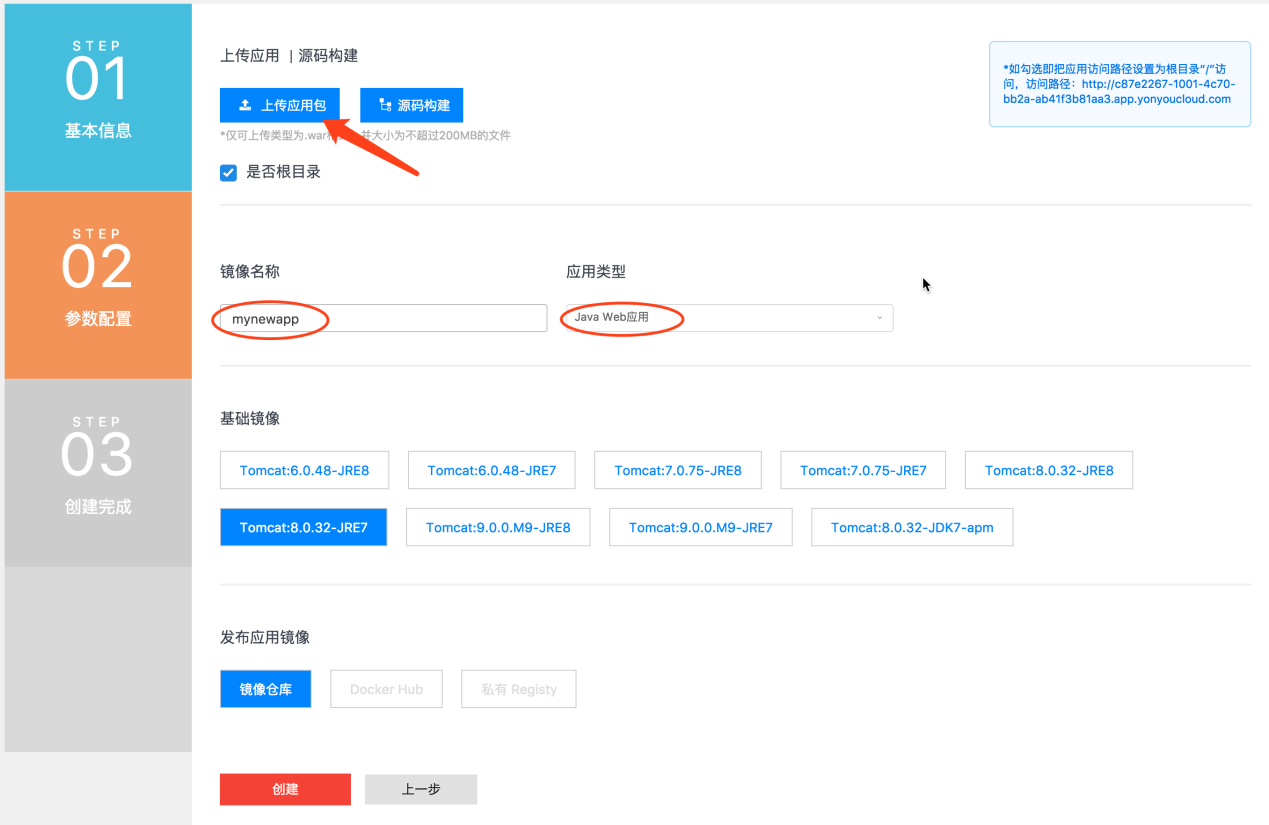 STEP
01
基本信息
STEP
02
参数配置
STEP
03
创建完成
上传应用 | 源码构建
上传应用包
源码构建
*仅可上传类型为.war 并大小为不超过200MB的文件
是否根目录
*如勾选即把应用访问路径设置为根目录“/”访
问，访问路径：http://c87e2267-1001-4c70-
bb2a-ab41f3b81aa3.app.yonyoucloud.com
镜像名称
应用类型
mynewapp
Java Web应用
基础镜像
Tomcat:6.0.48-JRE8
Tomcat:6.0.48-JRE7
Tomcat:7.0.75-JRE8
Tomcat:7.0.75-JRE7
Tomcat:8.0.32-JRE8
Tomcat:8.0.32-JRE7
Tomcat:9.0.0.M9-JRE8
Tomcat:9.0.0.M9-JRE7
Tomcat:8.0.32-JDK7-apm
发布应用镜像
镜像仓库
Docker Hub
私有 Registy
创建
上一步